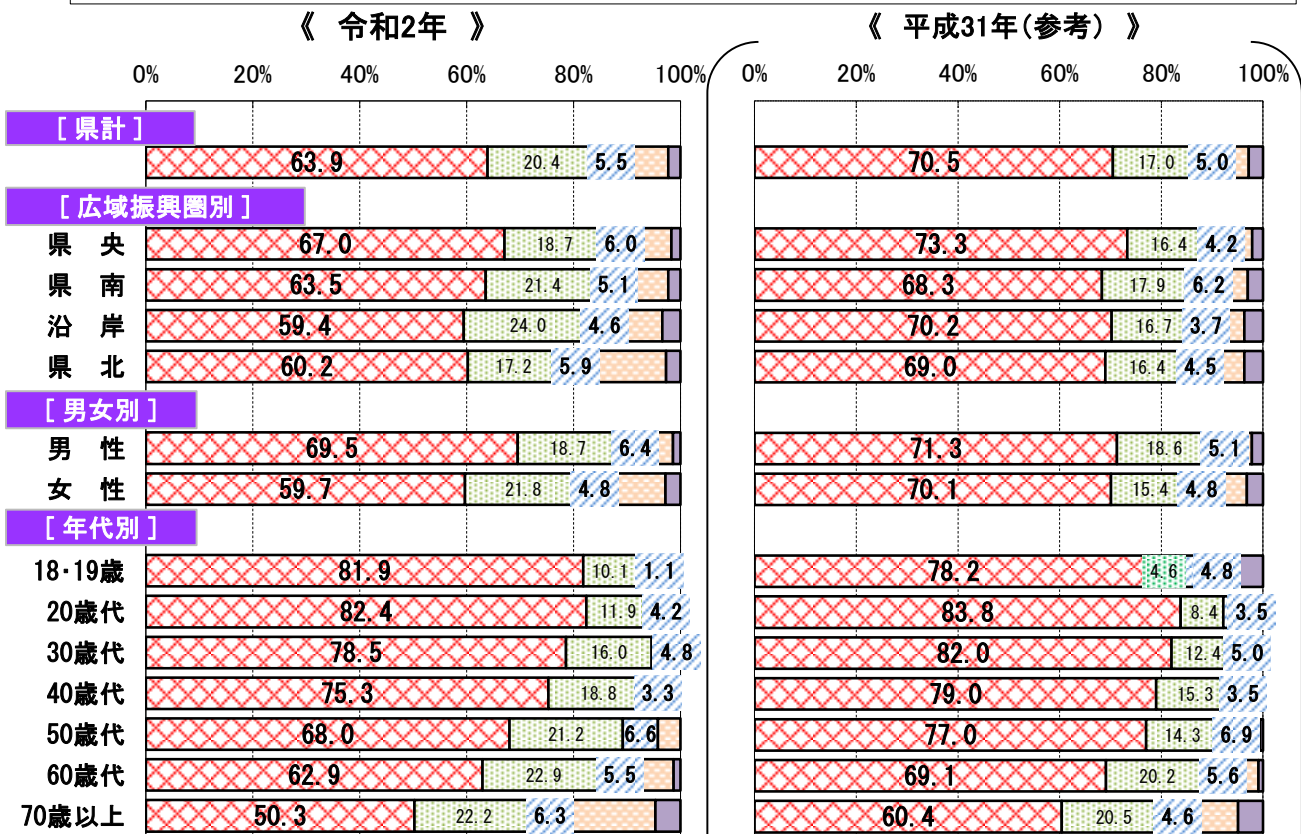 《 令和2年 》 《 平成31年(参考) 》
0% 20% 40% 60% 80% 100% 0% 20% 40% 60% 80% 100%
[ 県計 ]
63.9 20.4 5.5 70.5 17.0 5.0
[ 広域振興圏別 ]
県 央 67.0 18.7 6.0 73.3 16.4 4.2
県 南 63.5 21.4 5.1 68.3 17.9 6.2
沿 岸 59.4 24.0 4.6 70.2 16.7 3.7
県 北 60.2 17.2 5.9 69.0 16.4 4.5
[ 男女別 ]
男 性 69.5 18.7 6.4 71.3 18.6 5.1
女 性 59.7 21.8 4.8 70.1 15.4 4.8
[ 年代別 ]
18・19歳 81.9 10.1 1.1 78.2 4.6 4.8
20歳代 82.4 11.9 4.2 83.8 8.4 3.5
30歳代 78.5 16.0 4.8 82.0 12.4 5.0
40歳代 75.3 18.8 3.3 79.0 15.3 3.5
50歳代 68.0 21.2 6.6 77.0 14.3 6.9
60歳代 62.9 22.9 5.5 69.1 20.2 5.6
70歳以上 50.3 22.2 6.3 60.4 20.5 4.6